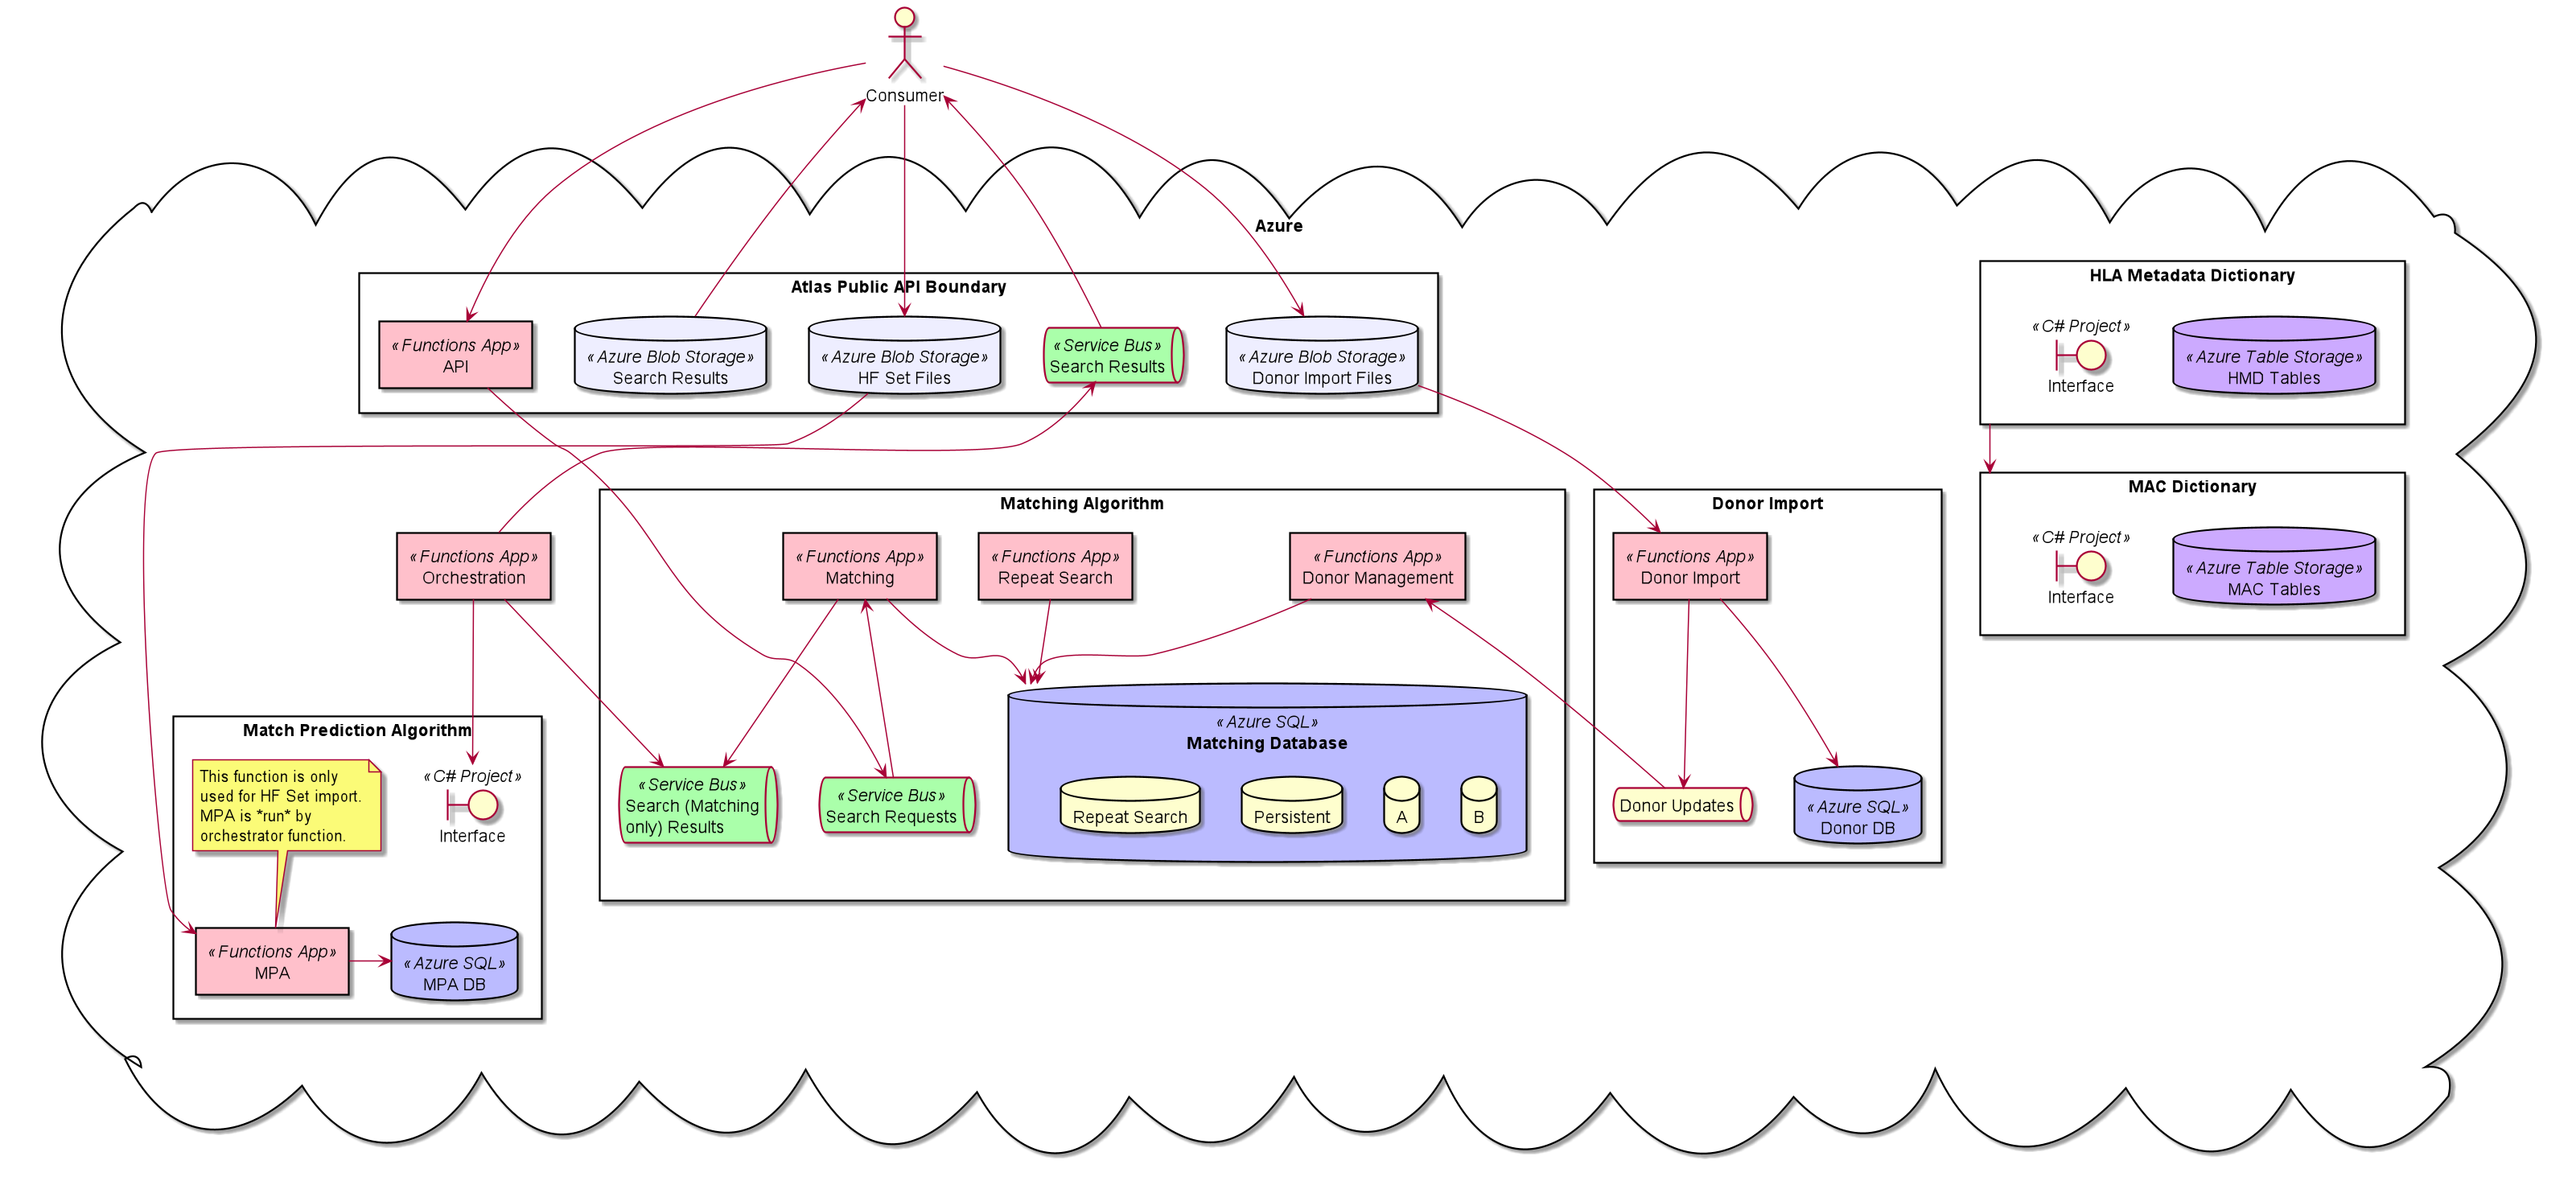 Consumer
Azure
Atlas Public API Boundary
«Functions App»
API
«Azure Blob Storage»
Search Results
«Azure Blob Storage»
HF Set Files
«Service Bus»
Search Results
«Azure Blob Storage»
Donor Import Files
HLA Metadata Dictionary
«C# Project»
Interface
«Azure Table Storage»
HMD Tables
MAC Dictionary
«C# Project»
Interface
«Azure Table Storage»
MAC Tables
«Functions App»
Orchestration
Matching Algorithm
«Functions App»
Matching
«Functions App»
Repeat Search
«Functions App»
Donor Management
«Service Bus»
Search (Matching
only) Results
«Service Bus»
Search Requests
«Azure SQL»
Matching Database
Repeat Search
Persistent
A
B
Donor Import
«Functions App»
Donor Import
Donor Updates
«Azure SQL»
Donor DB
Match Prediction Algorithm
This function is only
used for HF Set import.
MPA is *run* by
orchestrator function.
«C# Project»
Interface
«Functions App»
MPA
«Azure SQL»
MPA DB